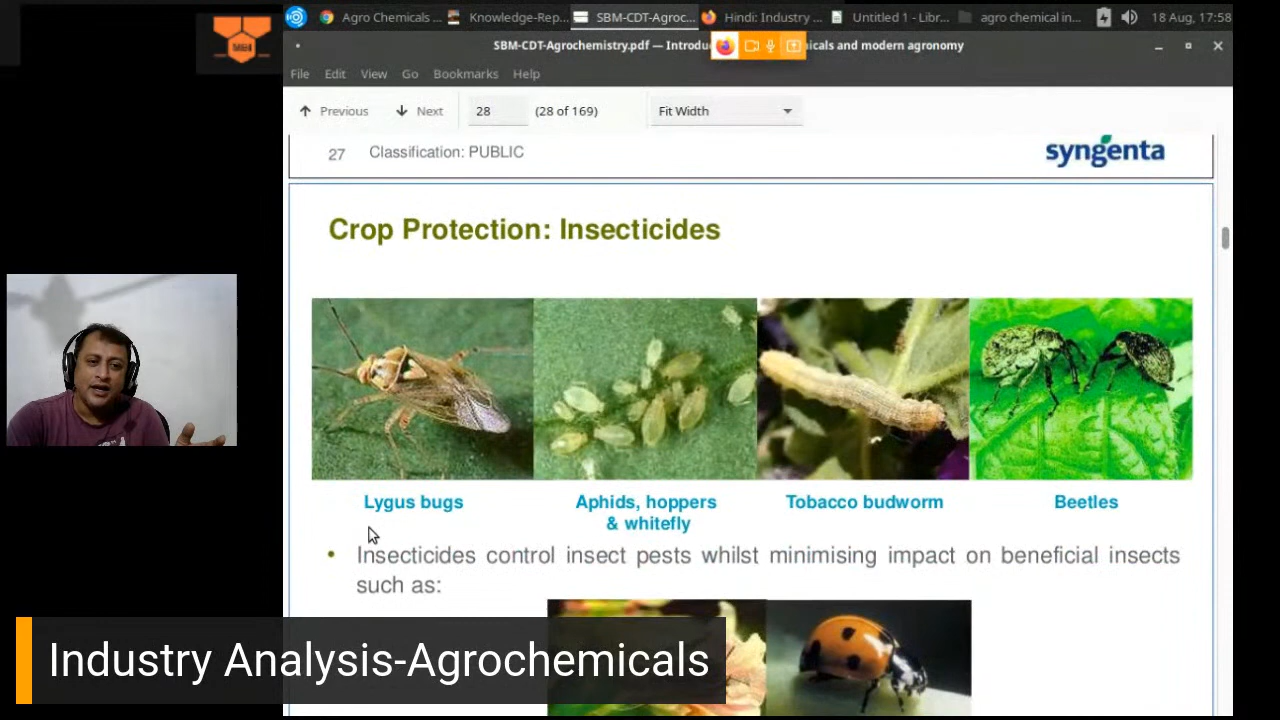 Agro Chemicals ...
Knowledge-Rep...
SBM-CDT-Agroc...
Hindi: Industry ...
Untitled 1 - Libr...
agro chemical in...
18 Aug, 17:58
SBM-CDT-Agrochemistry.pdf — Introdu
icals and modern agronomy
File Edit View Go Bookmarks Help
Previous Next 28 (28 of 169) Fit Width
27 Classification: PUBLIC
syngenta
Crop Protection: Insecticides
Lygus bugs
Aphids, hoppers
& whitefly
Tobacco budworm
Beetles
• Insecticides control insect pests whilst minimising impact on beneficial insects
such as:
Industry Analysis-Agrochemicals